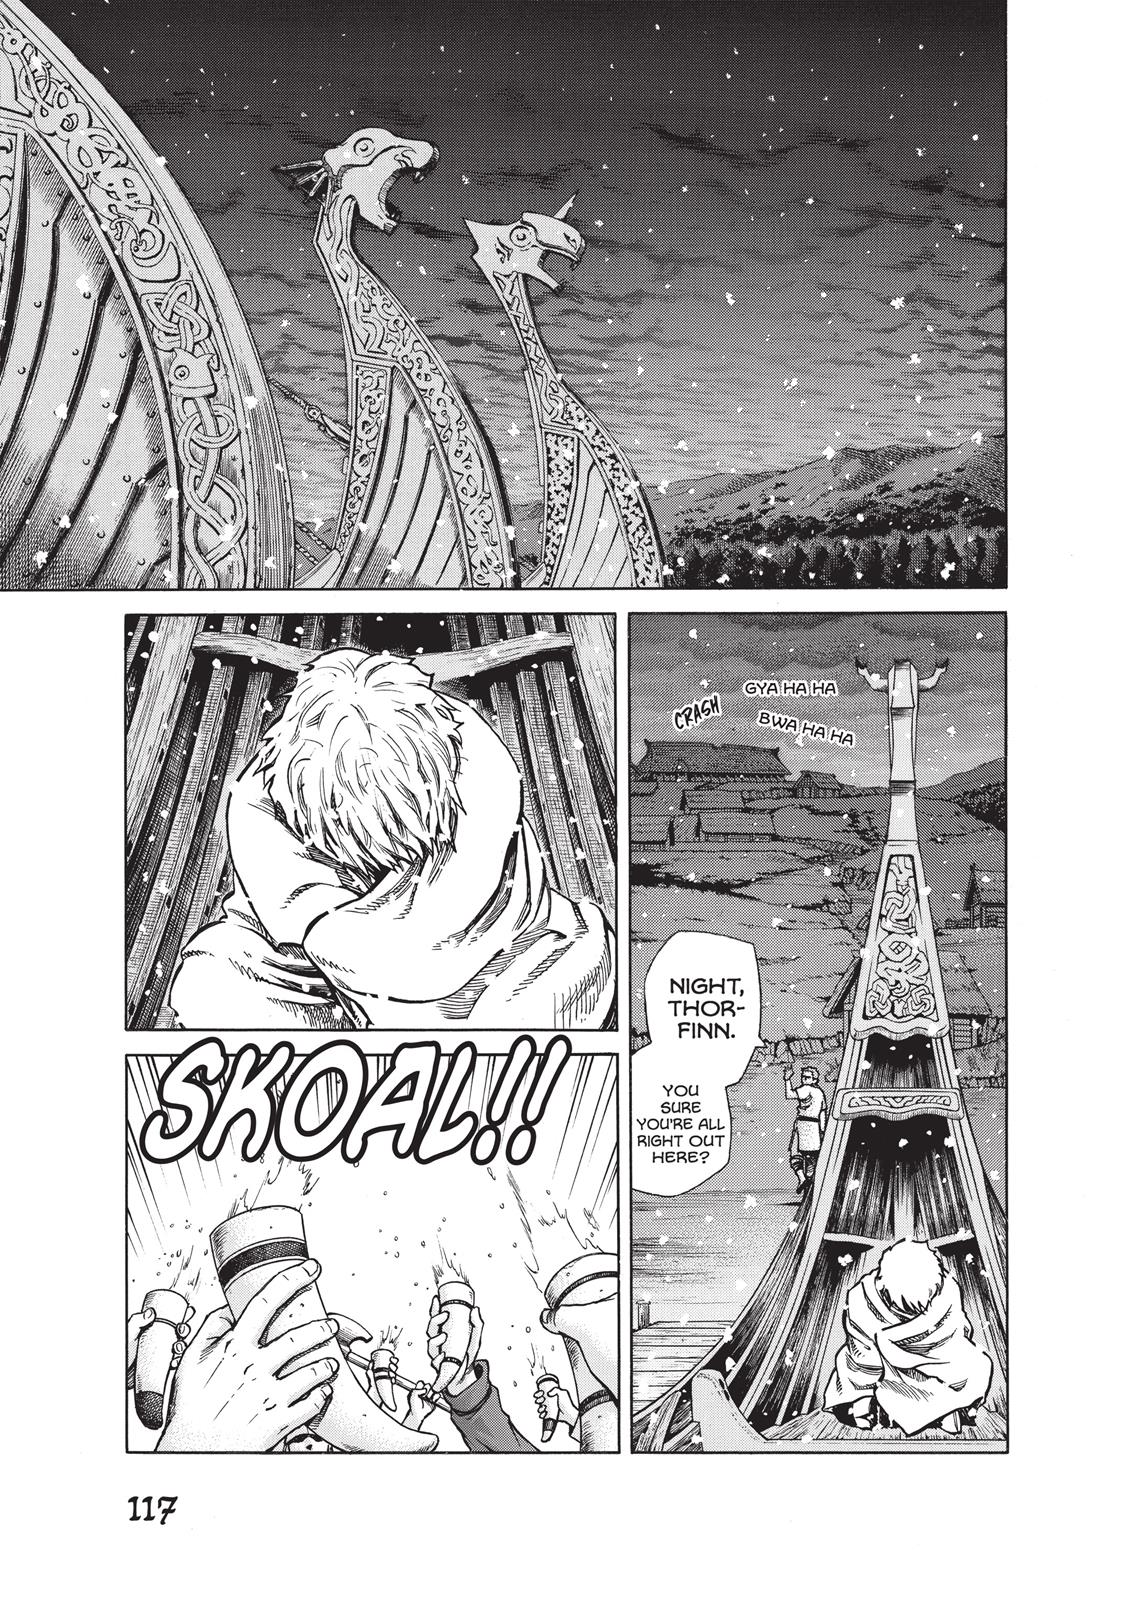 CRASH
GYA HA HA
BWA HA HA
NIGHT,
THOR-
FINN.
YOU
SURE
YOU'RE ALL
RIGHT OUT
HERE?
SKOAL!!
117